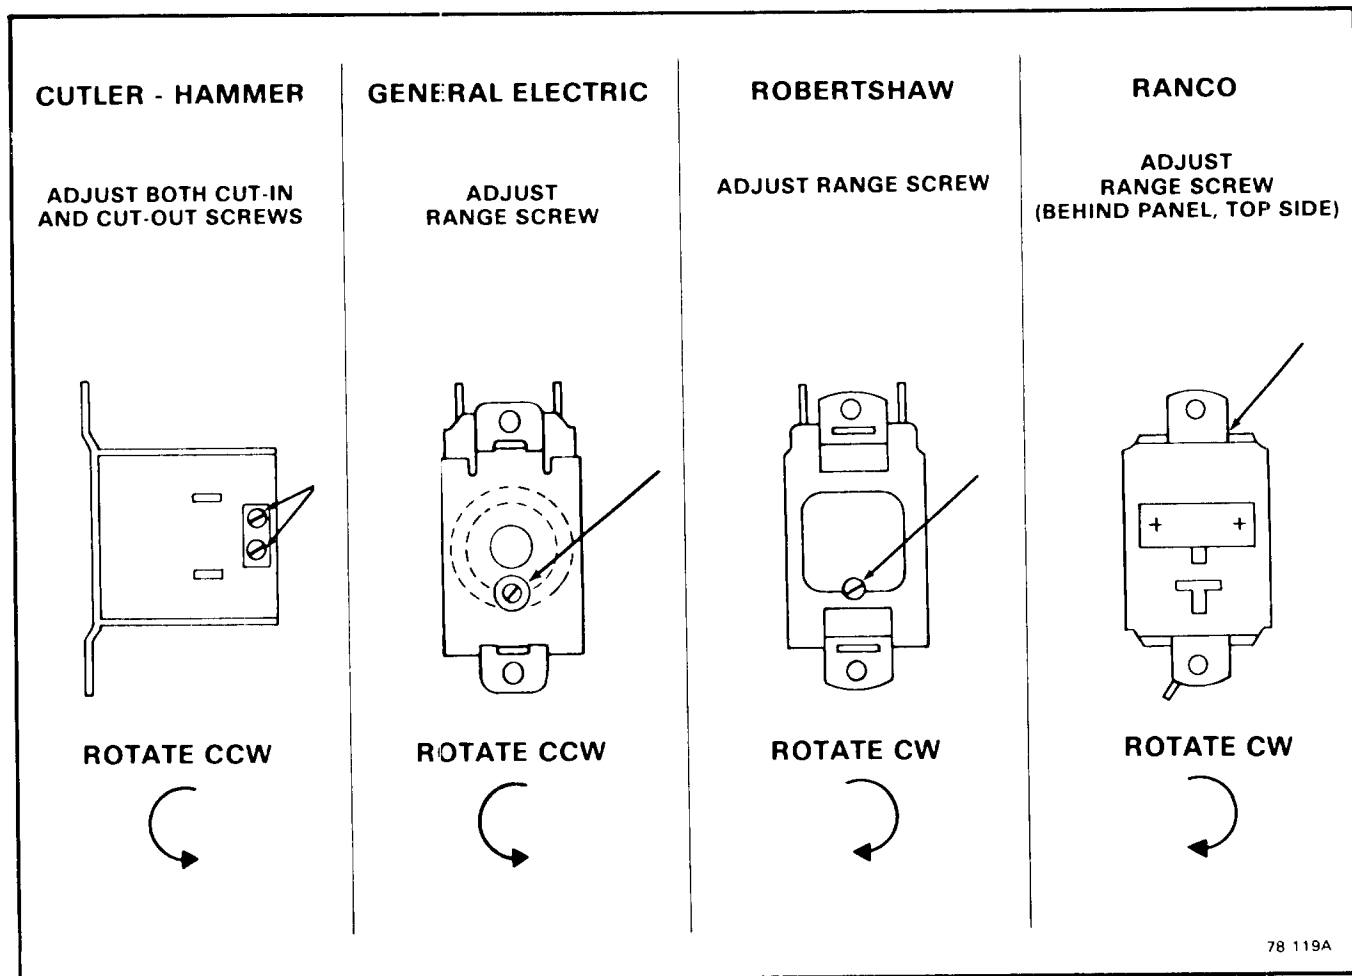 CUTLER - HAMMER
ADJUST BOTH CUT-IN
AND CUT-OUT SCREWS
ROTATE CCW
GENERAL ELECTRIC
ADJUST
RANGE SCREW
ROTATE CCW
ROBERTSHAW
ADJUST RANGE SCREW
ROTATE CW
RANCO
ADJUST
RANGE SCREW
(BEHIND PANEL, TOP SIDE)
ROTATE CW
78 119A